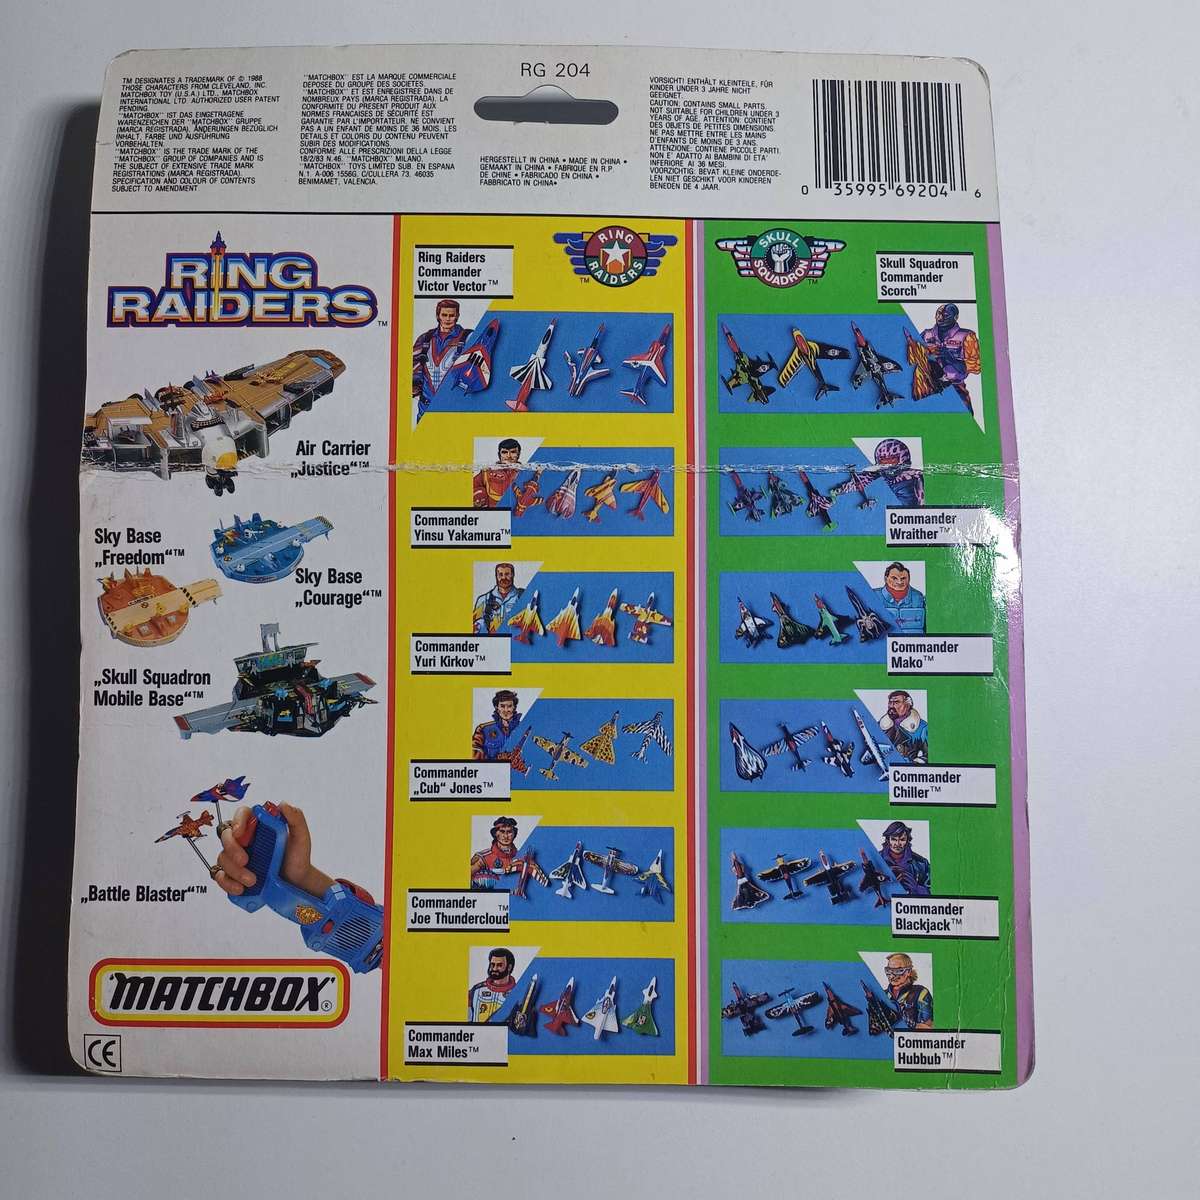 RG 204
TM DESIGNATES A TRADEMARK OF © 1988
THOSE CHARACTERS FROM CLEVELAND, INC.
MATCHBOX TOY (U.S.A.) LTD., MATCHBOX
INTERNATIONAL LTD. AUTHORIZED USER PATENT
PENDING.
"MATCHBOX" IST DAS EINGETRAGENE
WARENZEICHEN DER "MATCHBOX" GRUPPE
(MARCA REGISTRADA). ÄNDERUNGEN BEZÜGLICH
INHALT, FARBE UND AUSFÜHRUNG
VORBEHALTEN.
"MATCHBOX" IS THE TRADE MARK OF THE
"MATCHBOX" GROUP OF COMPANIES AND IS
THE SUBJECT OF EXTENSIVE TRADE MARK
REGISTRATIONS (MARCA REGISTRADA).
SPECIFICATION AND COLOUR OF CONTENTS
SUBJECT TO AMENDMENT
"MATCHBOX" EST LA MARQUE COMMERCIALE
DEPOSEE DU GROUPE DES SOCIETES.
"MATCHBOX" ET EST ENREGISTREE DANS DE
NOMBREUX PAYS (MARCA REGISTRADA). LA
CONFORMITE DU PRESENT PRODUIT AUX
NORMES FRANCAISES DE SECURITE EST
GARANTIE PAR L'IMPORTATEUR. NE CONVIENT
PAS A UN ENFANT DE MOINS DE 36 MOIS. LES
DETAILS ET COLORIS DU CONTENU PEUVENT
SUBIR DES MODIFICATIONS.
CONFORME ALLE PRESCRIZIONI DELLA LEGGE
18/2/83 N.46. "MATCHBOX" MILANO.
"MATCHBOX" TOYS LIMITED SUB. EN ESPANA
N.1. A-006 1556G, C/CULLERA 73, 46035
BENIMAMET, VALENCIA.
HERGESTELLT IN CHINA • MADE IN CHINA •
GEMAAKT IN CHINA • FABRIQUE EN R.P.
DE CHINE • FABRICADO EN CHINA •
FABBRICATO IN CHINA•
VORSICHT! ENTHÄLT KLEINTEILE, FÜR
KINDER UNDER 3 JAHRE NICHT
GEEIGNET.
CAUTION: CONTAINS SMALL PARTS.
NOT SUITABLE FOR CHILDREN UNDER 3
YEARS OF AGE. ATTENTION: CONTIENT
DES OBJETS DE PETITES DIMENSIONS.
NE PAS METTRE ENTRE LES MAINS
D'ENFANTS DE MOINS DE 3 ANS.
ATTENZIONE: CONTIENE PICCOLE PARTI.
NON E' ADATTO AI BAMBINI DI ETA'
INFERIORE AI 36 MESI.
VOORZICHTIG: BEVAT KLEINE ONDERDE-
LEN NIET GESCHIKT VOOR KINDEREN
BENEDEN DE 4 JAAR.
0 35995 69204 6
RING
RAIDERS™
Air Carrier
„Justice“™
Sky Base
„Freedom“™
Sky Base
„Courage“™
„Skull Squadron
Mobile Base“™
„Battle Blaster“™
"MATCHBOX"®
CE
RING
RAIDERS
™
Ring Raiders
Commander
Victor Vector™
Commander
Yinsu Yakamura™
Commander
Yuri Kirkov™
Commander
„Cub“ Jones™
Commander
Joe Thundercloud™
Commander
Max Miles™
SKULL
SQUADRON
™
Skull Squadron
Commander
Scorch™
Commander
Wraither™
Commander
Mako™
Commander
Chiller™
Commander
Blackjack™
Commander
Hubbub™